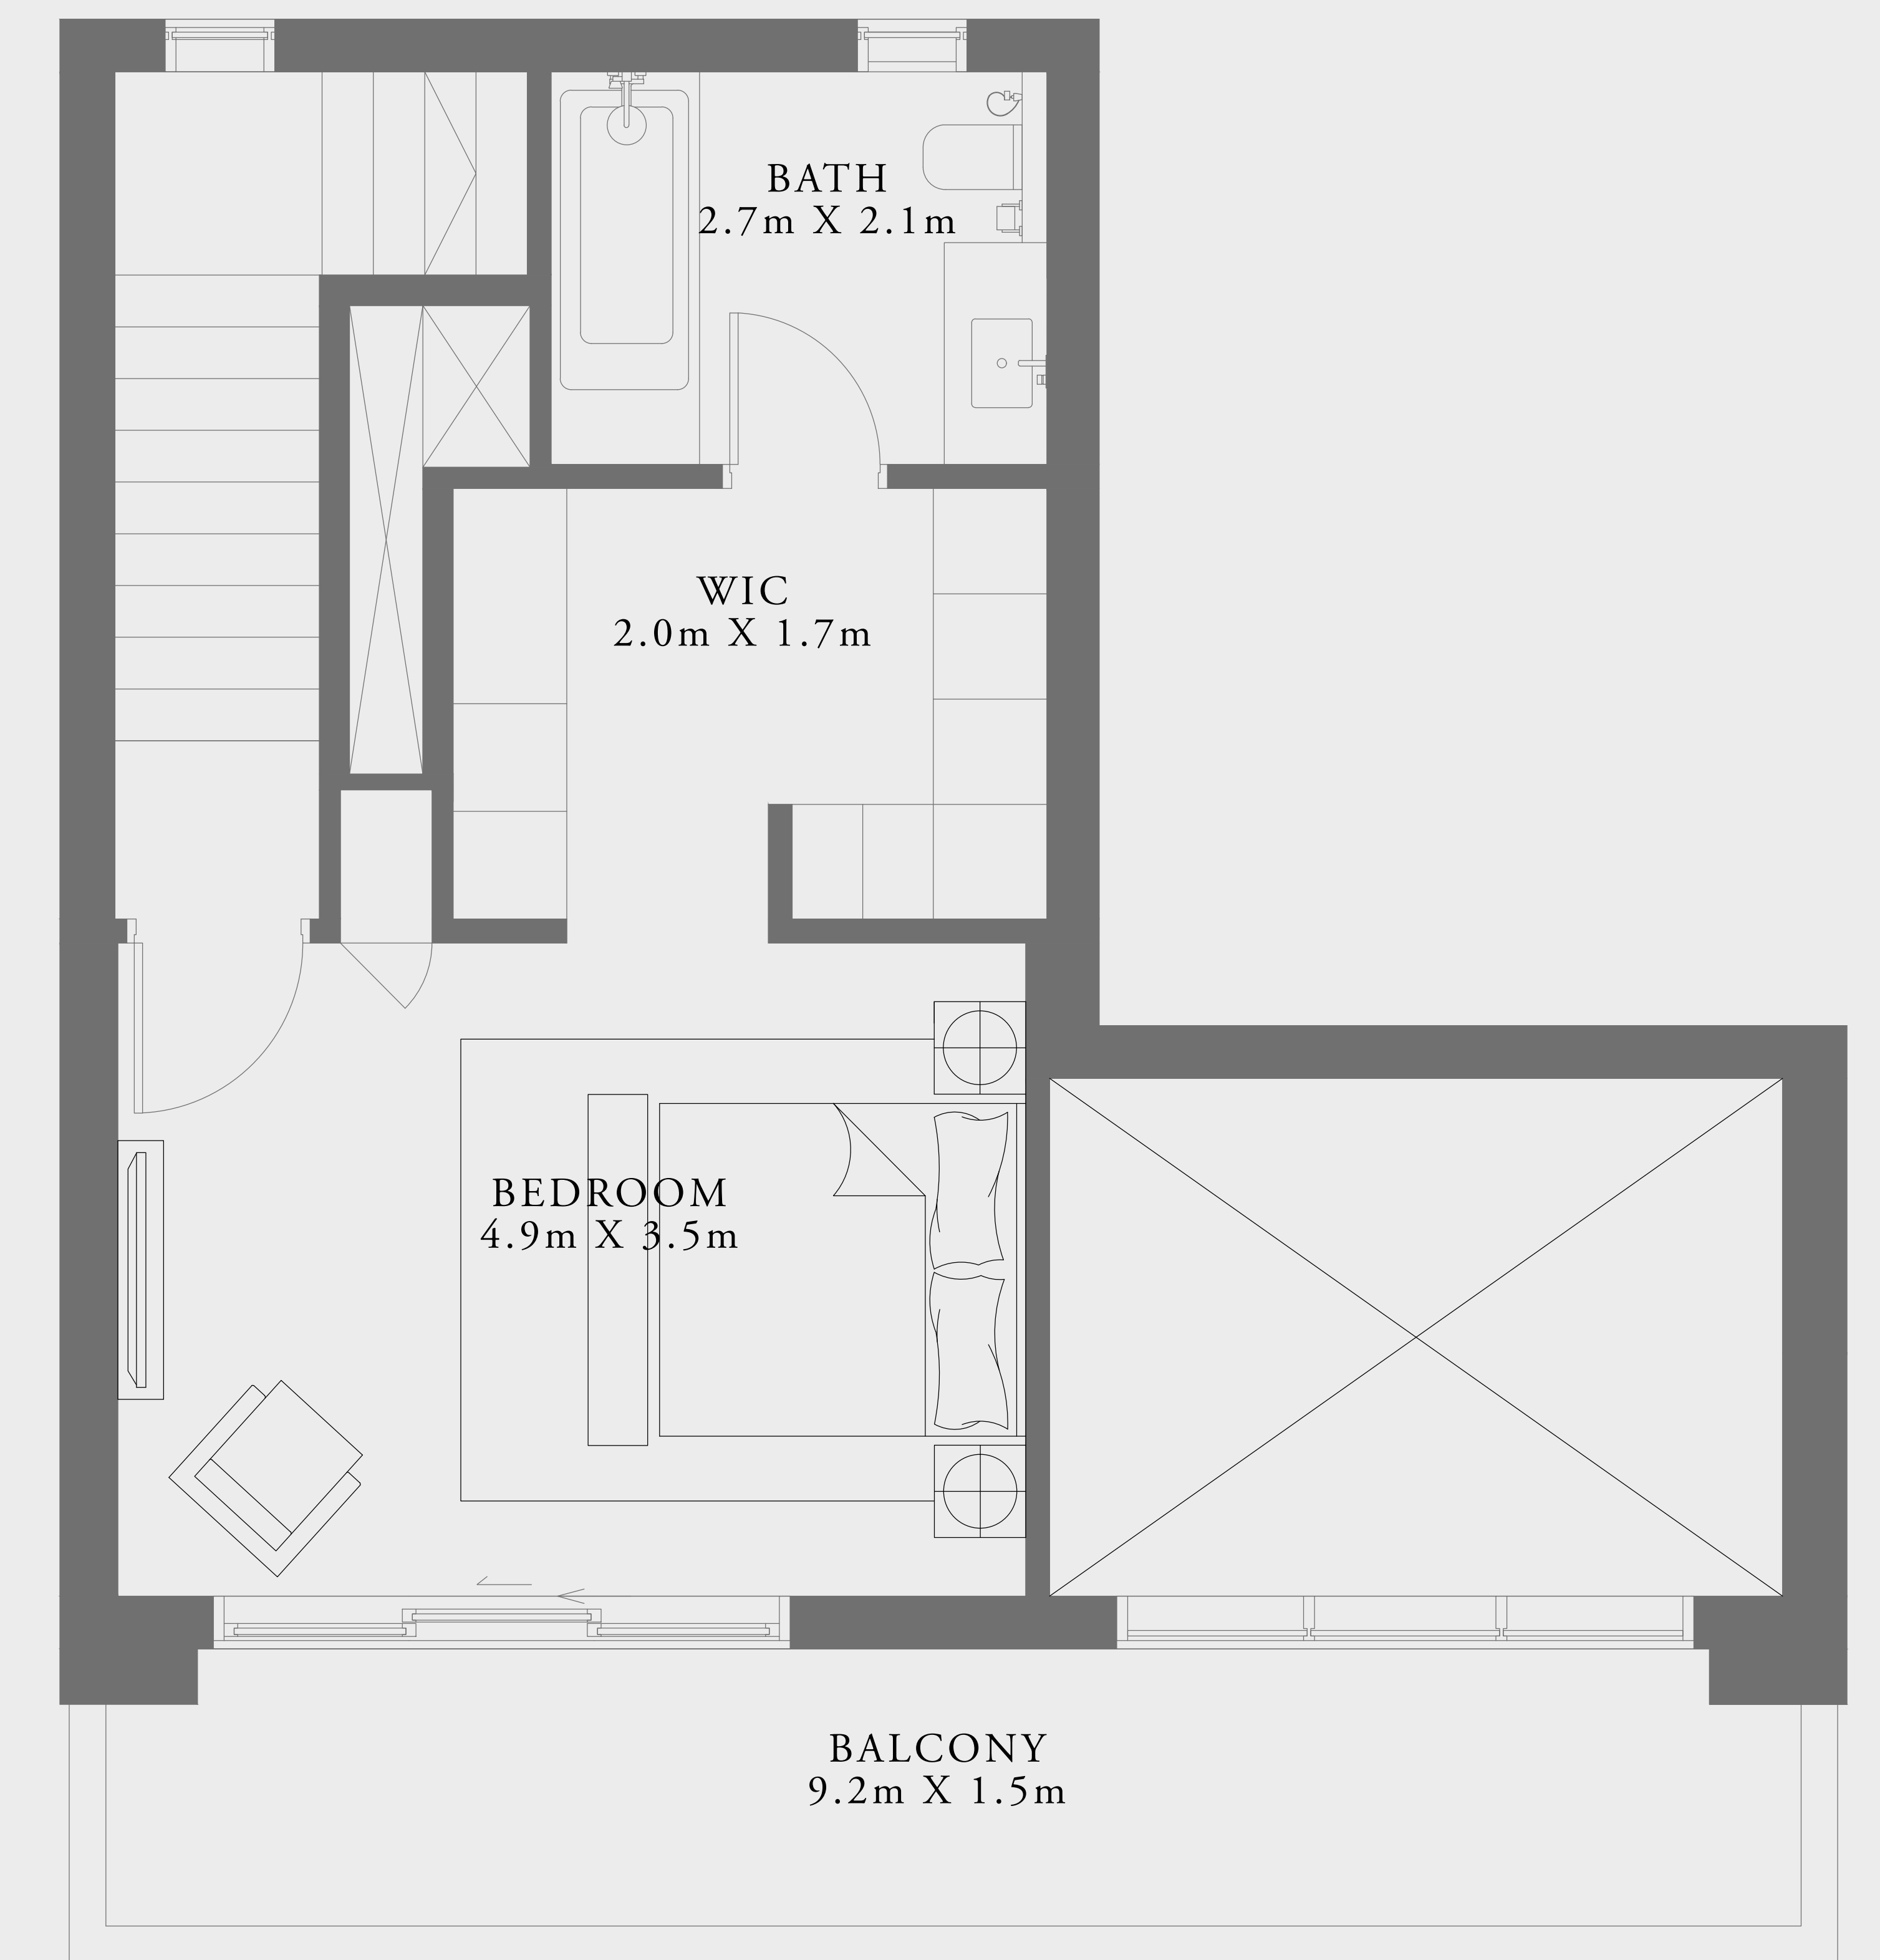 BATH
2.7m X 2.1m
WIC
2.0m X 1.7m
BEDROOM
4.9m X 3.5m
BALCONY
9.2m X 1.5m